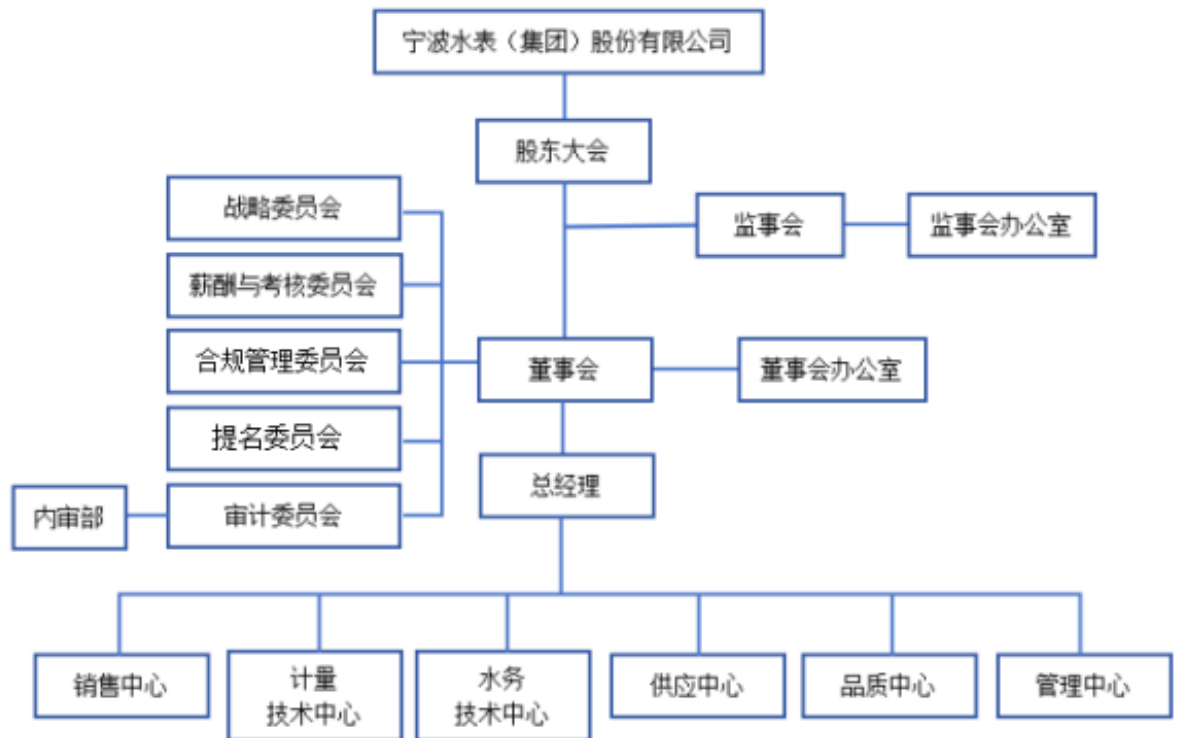 宁波水表（集团）股份有限公司
股东大会
战略委员会
监事会
监事会办公室
薪酬与考核委员会
合规管理委员会
董事会
董事会办公室
提名委员会
总经理
内审部
审计委员会
销售中心
计量
技术中心
水务
技术中心
供应中心
品质中心
管理中心